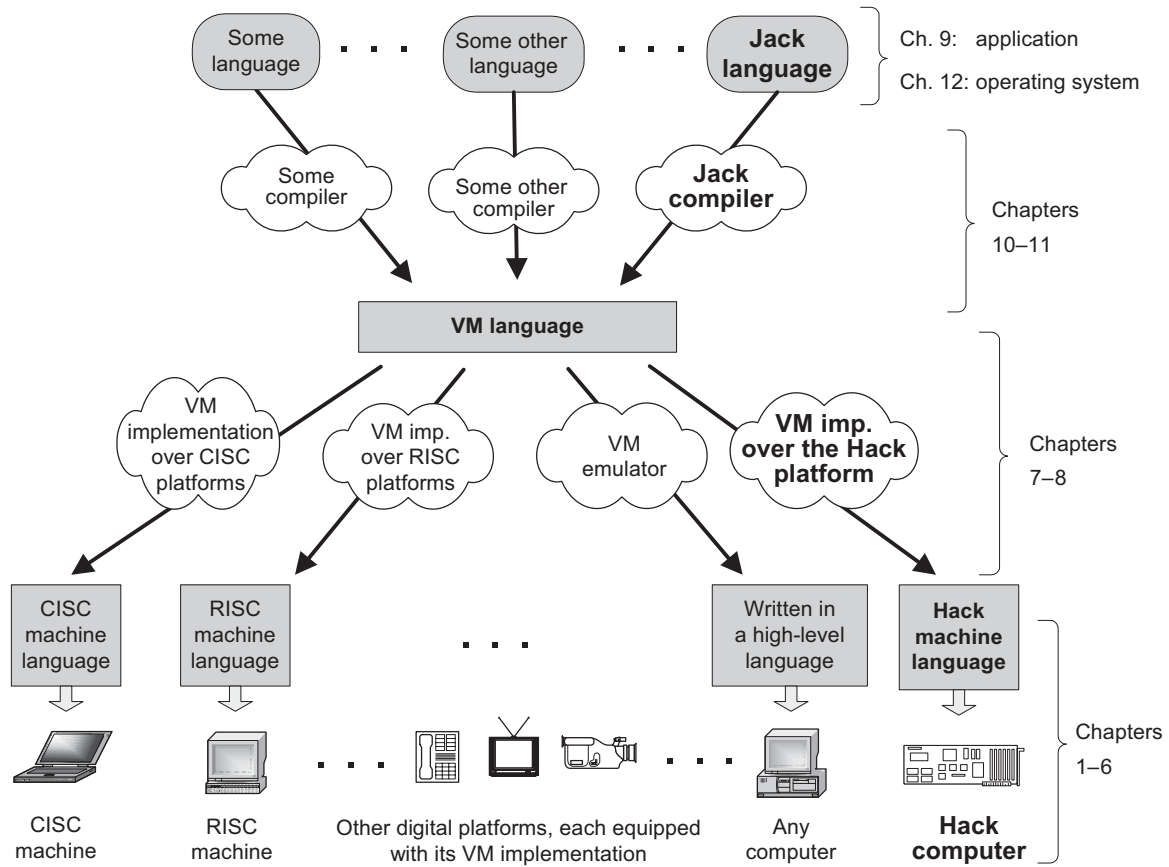 Some
language
Some other
language
Jack
language
Ch. 9: application
Ch. 12: operating system
Some
compiler
Some other
compiler
Jack
compiler
Chapters
10–11
VM language
VM
implementation
over CISC
platforms
VM imp.
over RISC
platforms
VM
emulator
VM imp.
over the Hack
platform
Chapters
7–8
CISC
machine
language
RISC
machine
language
Written in
a high-level
language
Hack
machine
language
Chapters
1–6
CISC
machine
RISC
machine
Other digital platforms, each equipped
with its VM implementation
Any
computer
Hack
computer